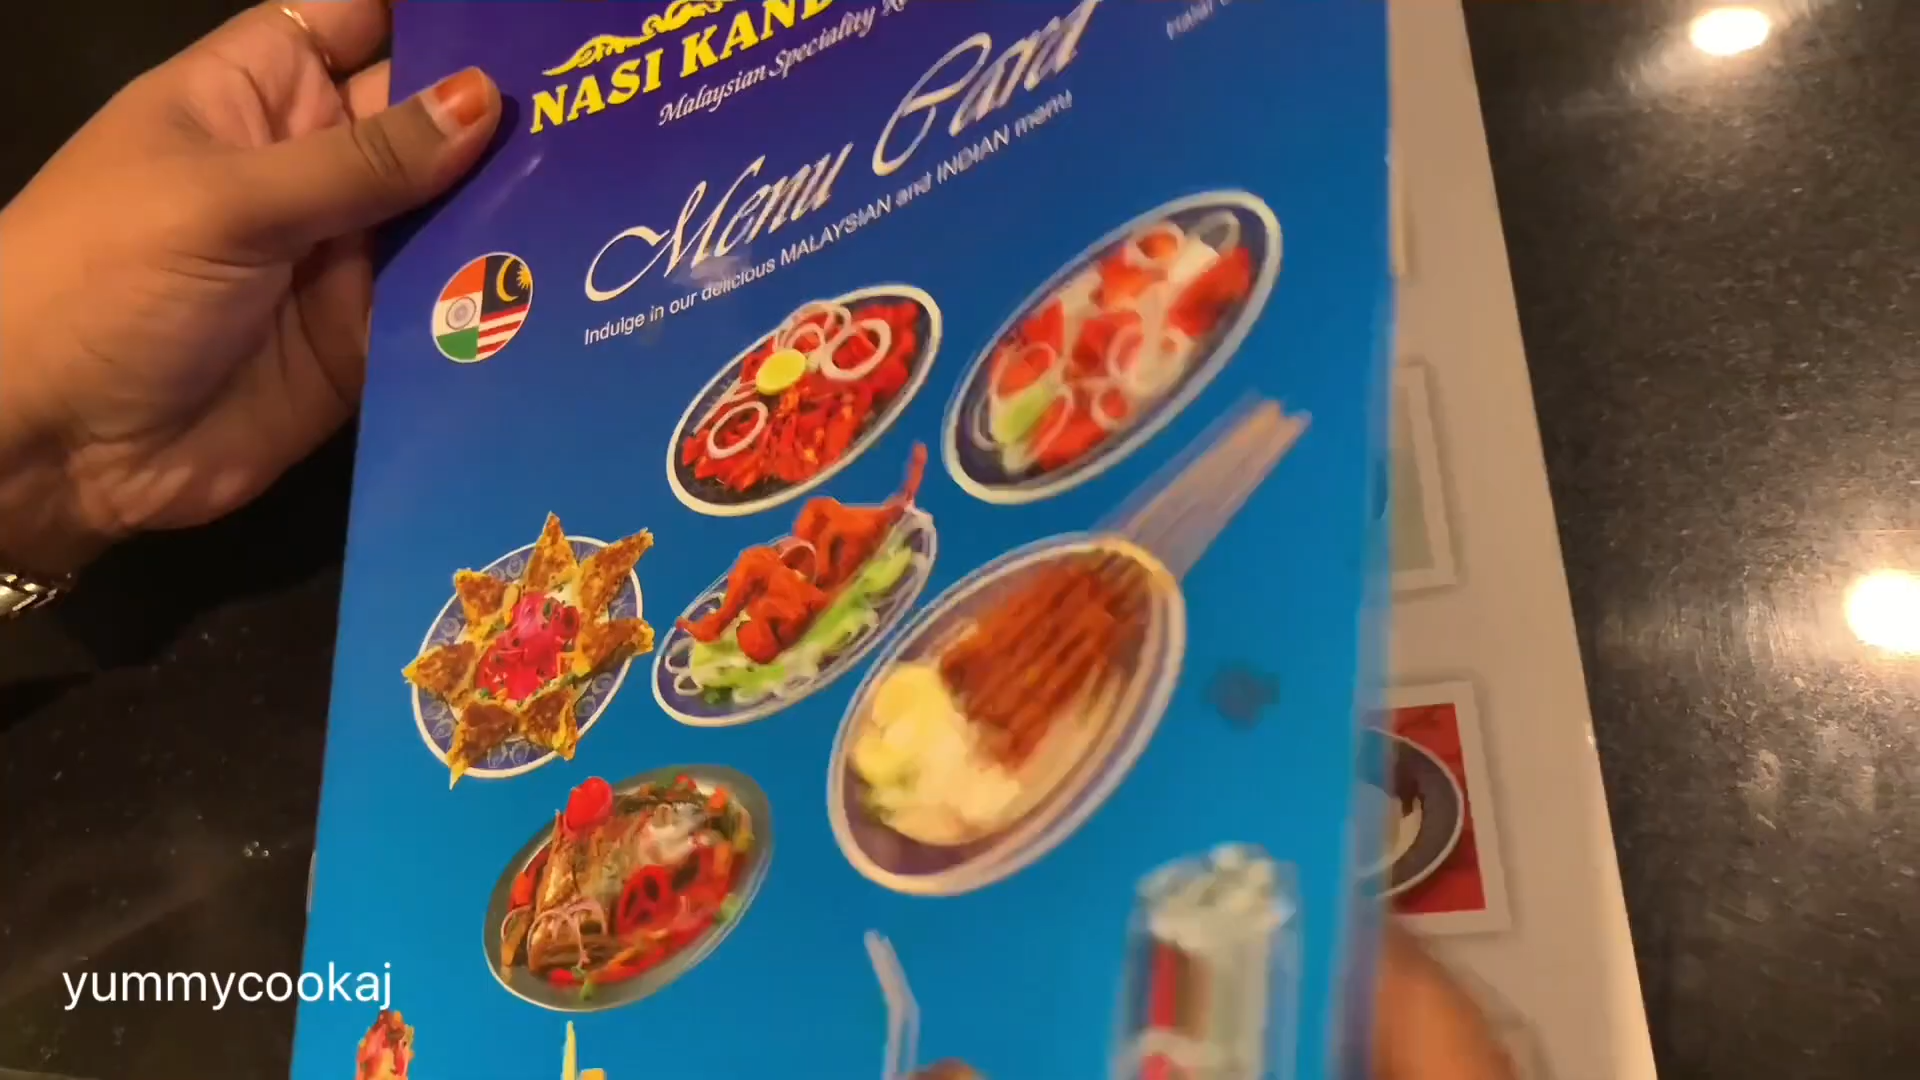 NASI KAND
Malaysian Speciality
Menu Card
Indulge in our delicious MALAYSIAN and INDIAN menu
yummycookaj